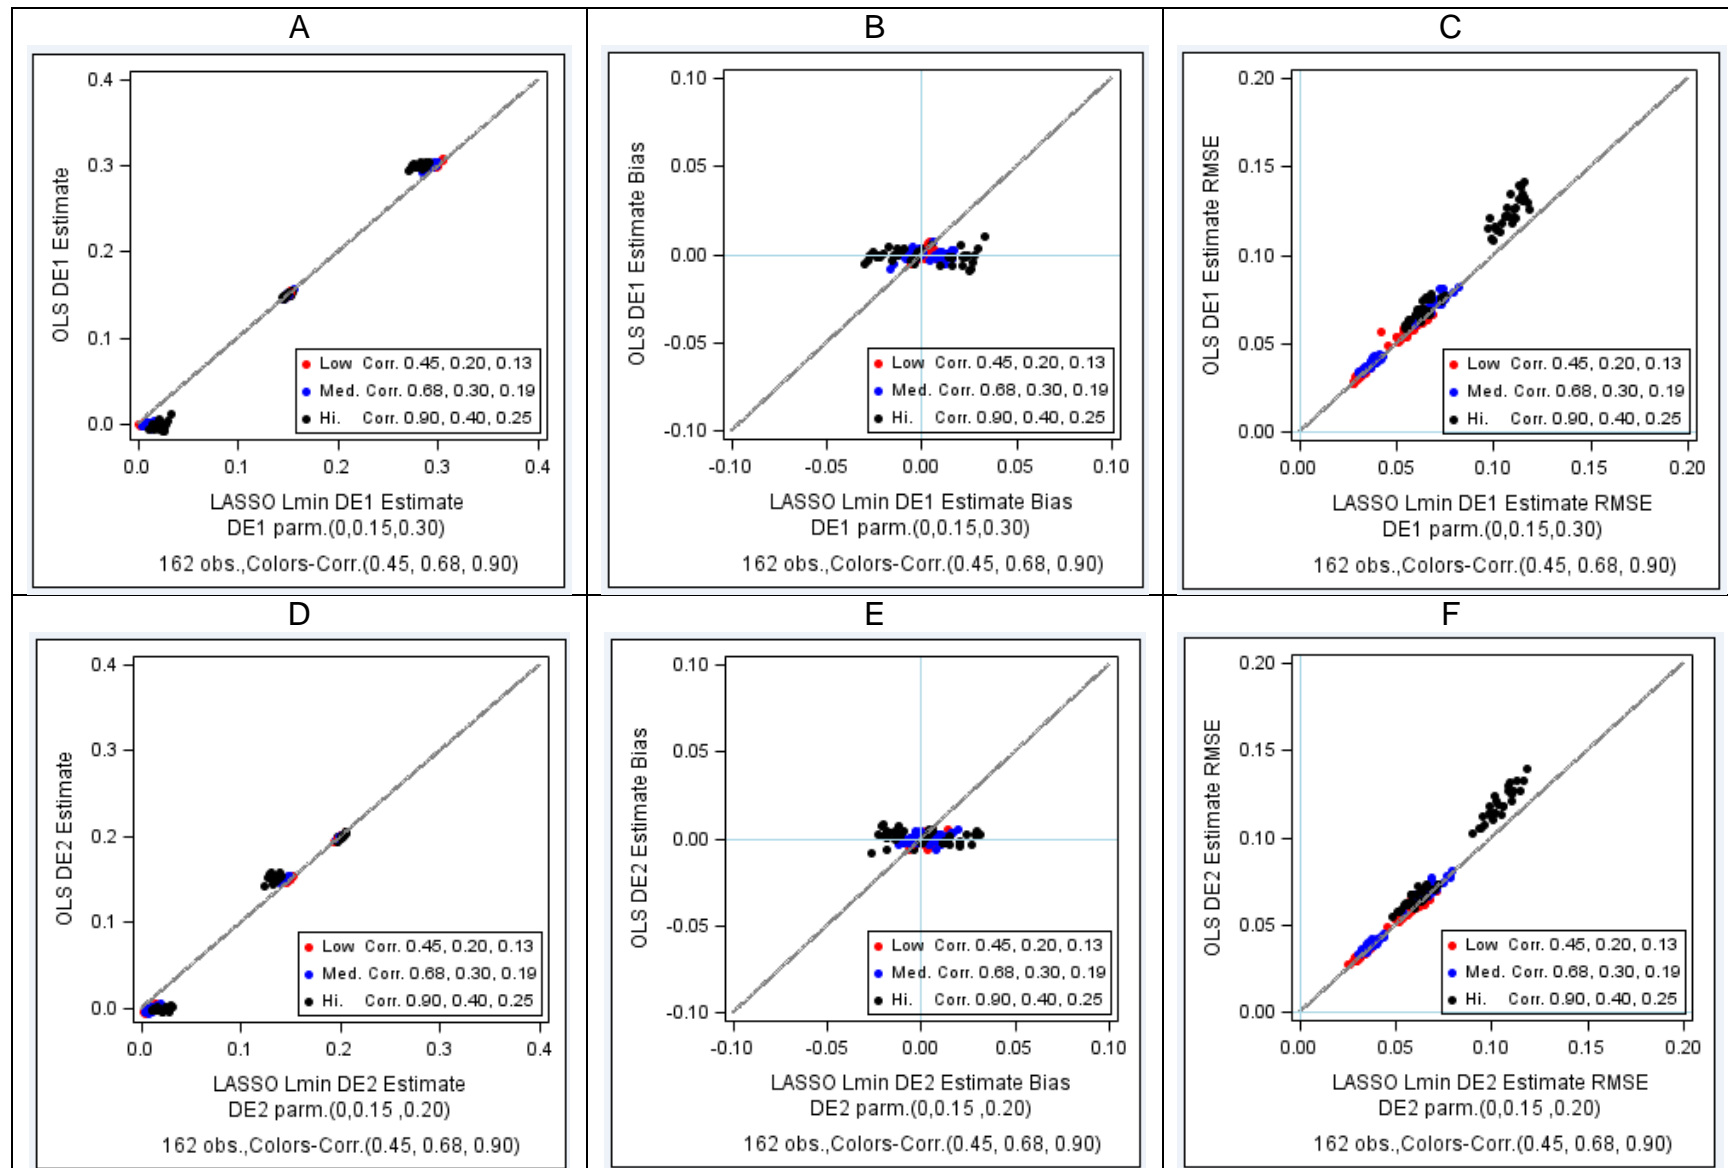 A
OLS DE1 Estimate
0.4
0.3
0.2
0.1
0.0
Low Corr. 0.45, 0.20, 0.13
Med. Corr. 0.68, 0.30, 0.19
Hi. Corr. 0.90, 0.40, 0.25
0.0 0.1 0.2 0.3 0.4
LASSO Lmin DE1 Estimate
DE1 parm.(0,0.15,0.30)
162 obs.,Colors-Corr.(0.45, 0.68, 0.90)
B
OLS DE1 Estimate Bias
0.10
0.05
0.00
-0.05
-0.10
Low Corr. 0.45, 0.20, 0.13
Med. Corr. 0.68, 0.30, 0.19
Hi. Corr. 0.90, 0.40, 0.25
-0.10 -0.05 0.00 0.05 0.10
LASSO Lmin DE1 Estimate Bias
DE1 parm.(0,0.15,0.30)
162 obs.,Colors-Corr.(0.45, 0.68, 0.90)
C
OLS DE1 Estimate RMSE
0.20
0.15
0.10
0.05
0.00
Low Corr. 0.45, 0.20, 0.13
Med. Corr. 0.68, 0.30, 0.19
Hi. Corr. 0.90, 0.40, 0.25
0.00 0.05 0.10 0.15 0.20
LASSO Lmin DE1 Estimate RMSE
DE1 parm.(0,0.15,0.30)
162 obs.,Colors-Corr.(0.45, 0.68, 0.90)
D
OLS DE2 Estimate
0.4
0.3
0.2
0.1
0.0
Low Corr. 0.45, 0.20, 0.13
Med. Corr. 0.68, 0.30, 0.19
Hi. Corr. 0.90, 0.40, 0.25
0.0 0.1 0.2 0.3 0.4
LASSO Lmin DE2 Estimate
DE2 parm.(0,0.15 ,0.20)
162 obs.,Colors-Corr.(0.45, 0.68, 0.90)
E
OLS DE2 Estimate Bias
0.10
0.05
0.00
-0.05
-0.10
Low Corr. 0.45, 0.20, 0.13
Med. Corr. 0.68, 0.30, 0.19
Hi. Corr. 0.90, 0.40, 0.25
-0.10 -0.05 0.00 0.05 0.10
LASSO Lmin DE2 Estimate Bias
DE2 parm.(0,0.15 ,0.20)
162 obs.,Colors-Corr.(0.45, 0.68, 0.90)
F
OLS DE2 Estimate RMSE
0.20
0.15
0.10
0.05
0.00
Low Corr. 0.45, 0.20, 0.13
Med. Corr. 0.68, 0.30, 0.19
Hi. Corr. 0.90, 0.40, 0.25
0.00 0.05 0.10 0.15 0.20
LASSO Lmin DE2 Estimate RMSE
DE2 parm.(0,0.15 ,0.20)
162 obs.,Colors-Corr.(0.45, 0.68, 0.90)